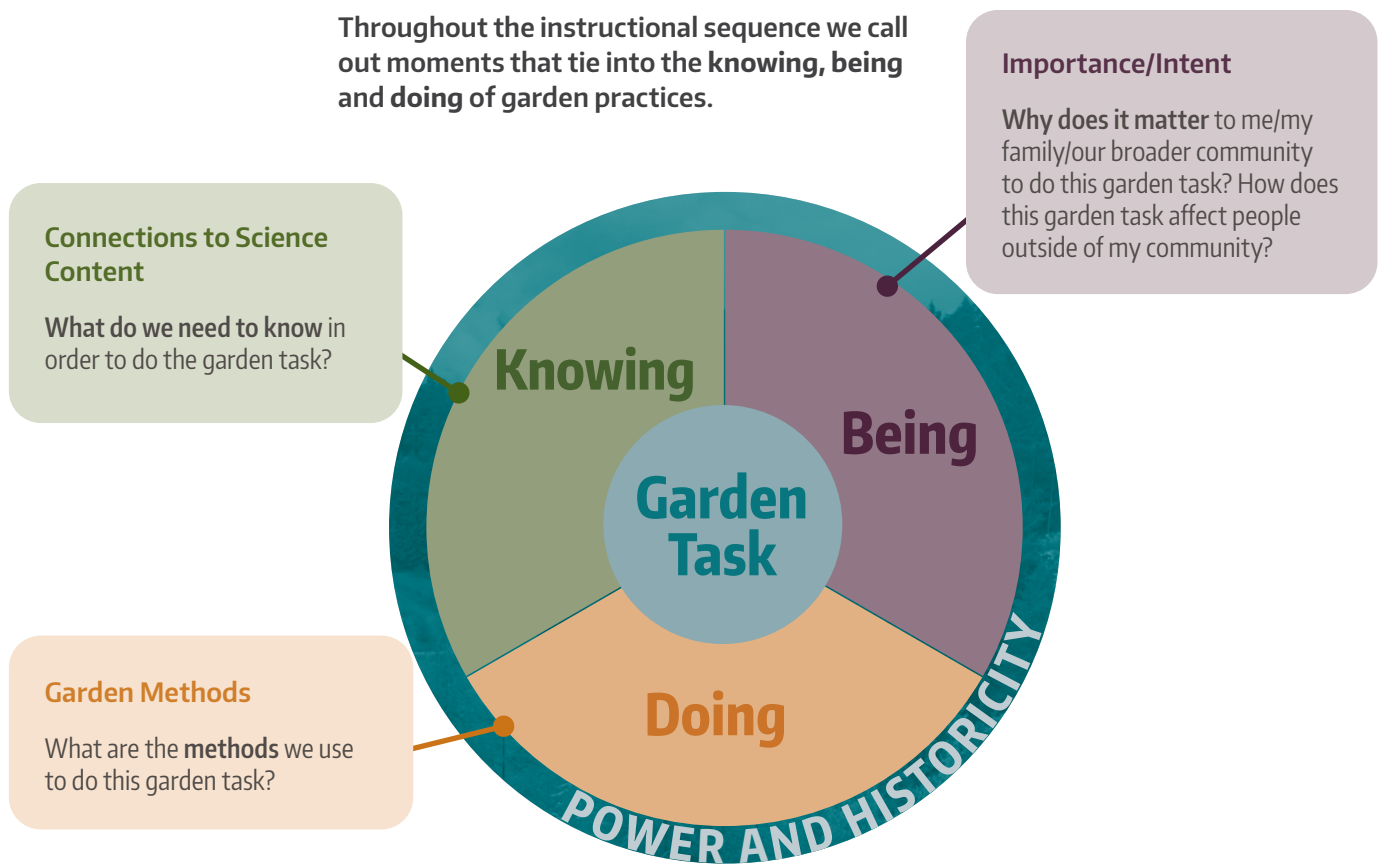 Throughout the instructional sequence we call
out moments that tie into the knowing, being
and doing of garden practices.
Importance/Intent
Why does it matter to me/my
family/our broader community
to do this garden task? How does
this garden task affect people
outside of my community?
Connections to Science
Content
What do we need to know in
order to do the garden task?
Knowing
Being
Garden
Task
Doing
Garden Methods
What are the methods we use
to do this garden task?
POWER AND HISTORICITY